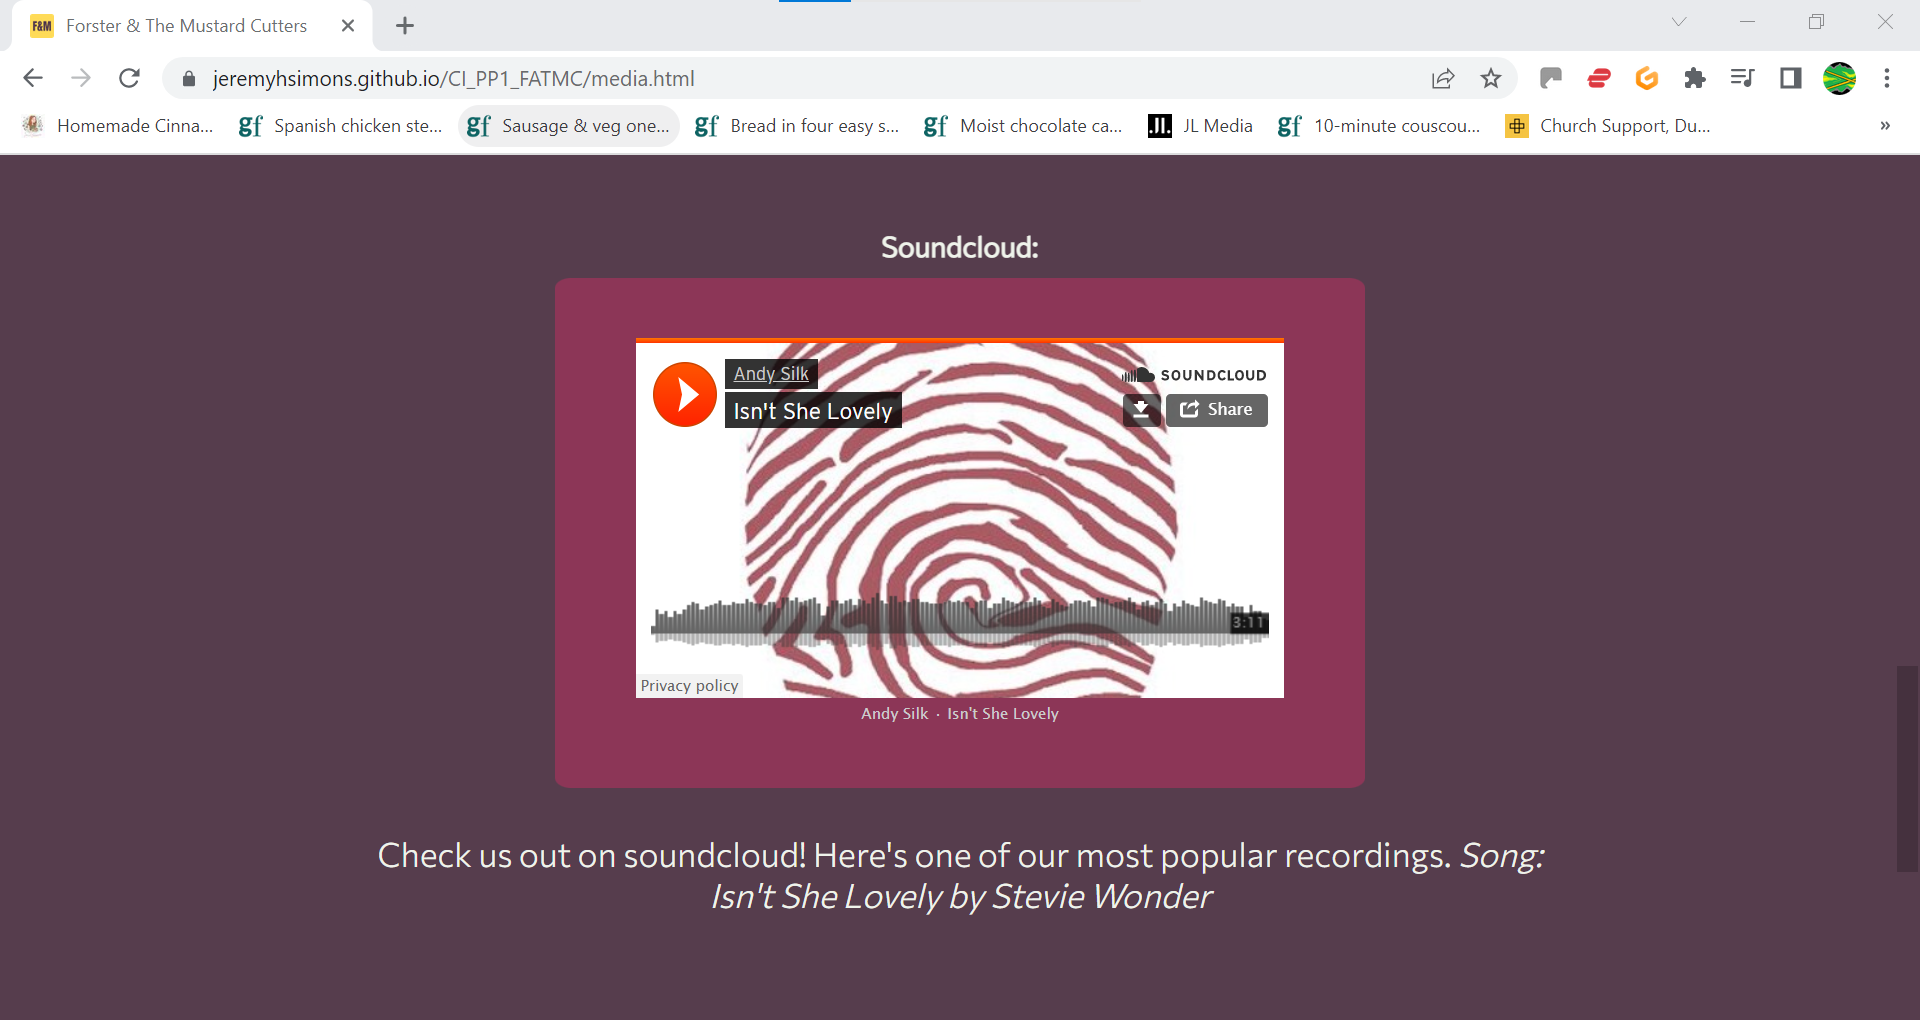 F&M Forster & The Mustard Cutters
jeremyhsimons.github.io/CI_PP1_FATMC/media.html
Homemade Cinna... gf Spanish chicken ste... gf Sausage & veg one... gf Bread in four easy s... gf Moist chocolate ca... .JL. JL Media gf 10-minute couscou... Church Support, Du... »
Soundcloud:
Andy Silk
SOUNDCLOUD
Isn't She Lovely
Share
3:11
Privacy policy
Andy Silk · Isn't She Lovely
Check us out on soundcloud! Here's one of our most popular recordings. Song:
Isn't She Lovely by Stevie Wonder